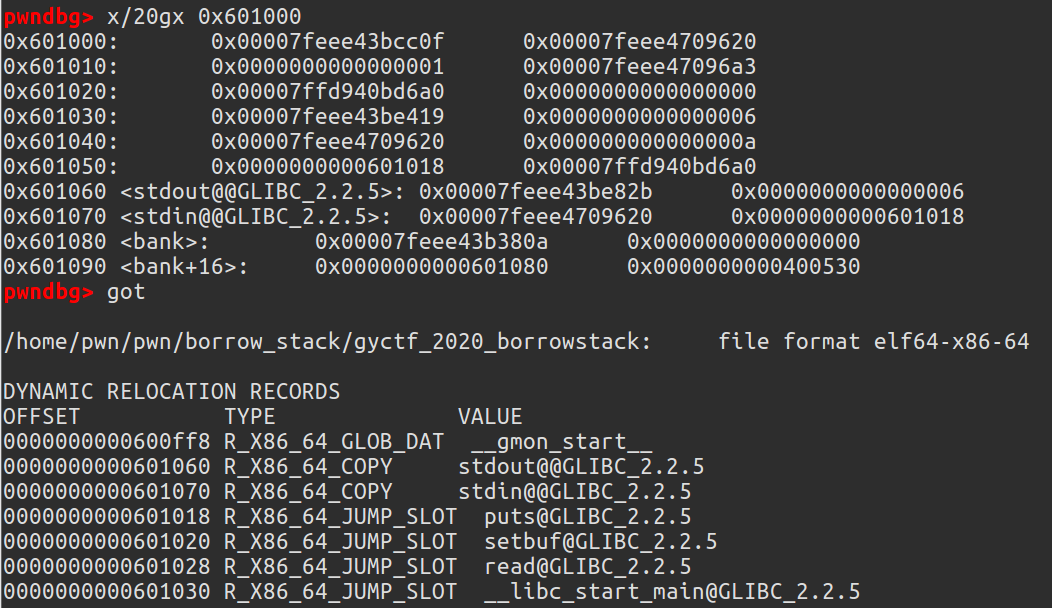 pwndbg> x/20gx 0x601000
0x601000: 0x00007feee43bcc0f 0x00007feee4709620
0x601010: 0x0000000000000001 0x00007feee47096a3
0x601020: 0x00007ffd940bd6a0 0x0000000000000000
0x601030: 0x00007feee43be419 0x0000000000000006
0x601040: 0x00007feee4709620 0x000000000000000a
0x601050: 0x0000000000601018 0x00007ffd940bd6a0
0x601060 <stdout@@GLIBC_2.2.5>: 0x00007feee43be82b 0x0000000000000006
0x601070 <stdin@@GLIBC_2.2.5>: 0x00007feee4709620 0x0000000000601018
0x601080 <bank>: 0x00007feee43b380a 0x0000000000000000
0x601090 <bank+16>: 0x0000000000601080 0x0000000000400530
pwndbg> got
/home/pwn/pwn/borrow_stack/gyctf_2020_borrowstack: file format elf64-x86-64
DYNAMIC RELOCATION RECORDS
OFFSET TYPE VALUE
0000000000600ff8 R_X86_64_GLOB_DAT __gmon_start__
0000000000601060 R_X86_64_COPY stdout@@GLIBC_2.2.5
0000000000601070 R_X86_64_COPY stdin@@GLIBC_2.2.5
0000000000601018 R_X86_64_JUMP_SLOT puts@GLIBC_2.2.5
0000000000601020 R_X86_64_JUMP_SLOT setbuf@GLIBC_2.2.5
0000000000601028 R_X86_64_JUMP_SLOT read@GLIBC_2.2.5
0000000000601030 R_X86_64_JUMP_SLOT __libc_start_main@GLIBC_2.2.5